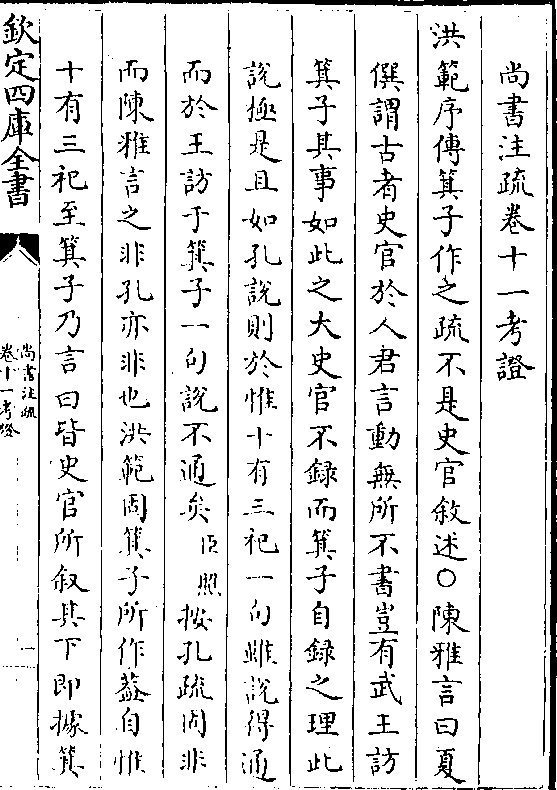 尚書注疏卷十一考證
洪範序傳箕子作之疏不是史官敘述○陳雅言曰夏
僎謂古者史官於人君言動無所不書豈有武王訪
箕子其事如此之大史官不録而箕子自録之理此
說極是且如孔說則於惟十有三祀一句雖說得通
而於王訪于箕子一句說不通矣臣照按孔疏固非
而陳雅言之非孔亦非也洪範固箕子所作葢自惟
十有三祀至箕子乃言曰皆史官所叙其下即據箕
欽定四庫全書
尚書注疏
卷十一考證
一